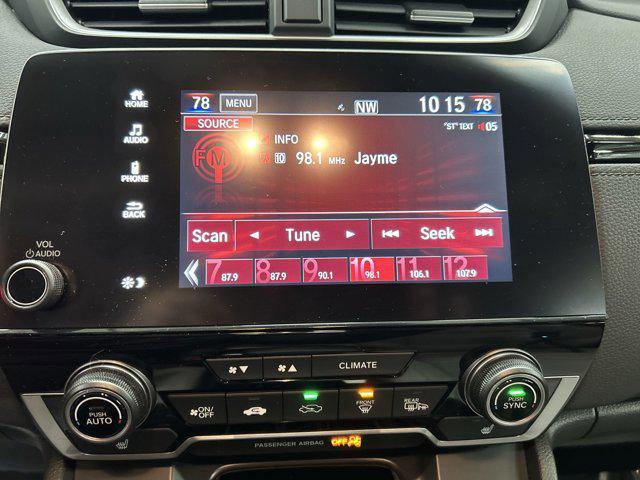 78 MENU NW 10 15 78
HOME
SOURCE "ST" TEXT 05
INFO
AUDIO
FM 10 98.1 MHz Jayme
PHONE
BACK
Scan Tune Seek
VOL
AUDIO
7 87.9 8 87.9 9 90.1 10 98.1 11 106.1 12 107.9
CLIMATE
PUSH
AUTO
ON/
OFF
FRONT
REAR
PUSH
SYNC
PASSENGER AIRBAG OFF